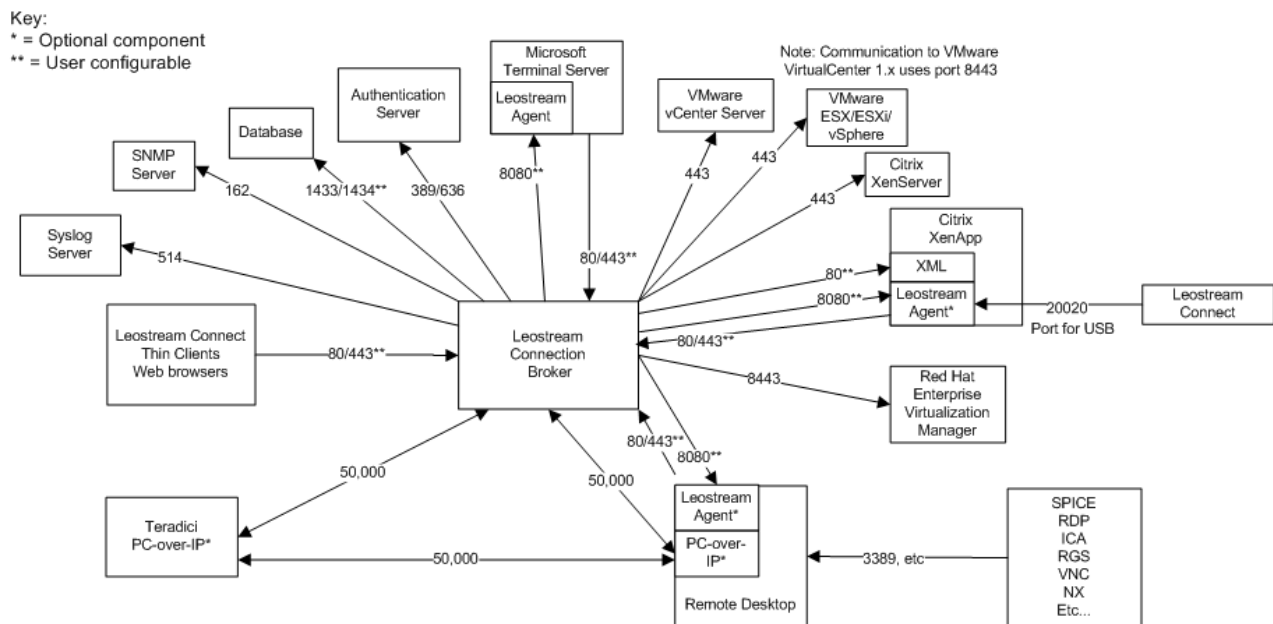 Key:
* = Optional component
** = User configurable
Microsoft
Terminal Server
Leostream
Agent
Note: Communication to VMware
VirtualCenter 1.x uses port 8443
Authentication
Server
Database
SNMP
Server
Syslog
Server
VMware
vCenter Server
VMware
ESX/ESXi/
vSphere
Citrix
XenServer
Citrix
XenApp
XML
Leostream
Agent*
Leostream
Connect
514
162
1433/1434**
389/636
8080**
80/443**
443
443
443
80**
8080**
80/443**
20020
Port for USB
Leostream Connect
Thin Clients
Web browsers
80/443**
Leostream
Connection
Broker
8443
Red Hat
Enterprise
Virtualization
Manager
80/443**
8080**
50,000
50,000
Teradici
PC-over-IP*
50,000
Leostream
Agent*
PC-over-
IP*
Remote Desktop
3389, etc
SPICE
RDP
ICA
RGS
VNC
NX
Etc...